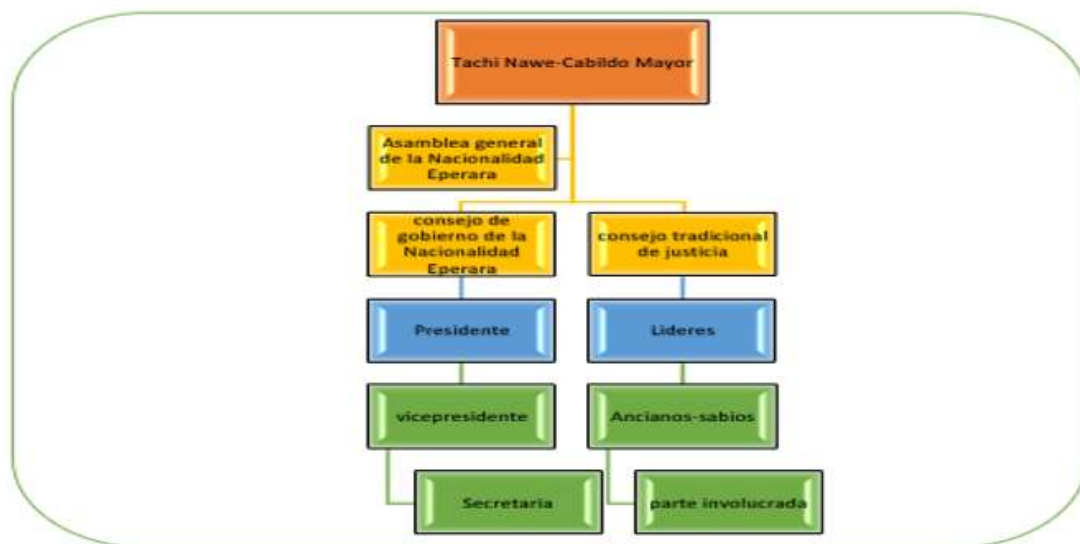 Tachi Nawe-Cabildo Mayor
Asamblea general
de la Nacionalidad
Eperara
consejo de
gobierno de la
Nacionalidad
Eperara
consejo tradicional
de justicia
Presidente
Lideres
vicepresidente
Ancianos-sabios
Secretaria
parte involucrada